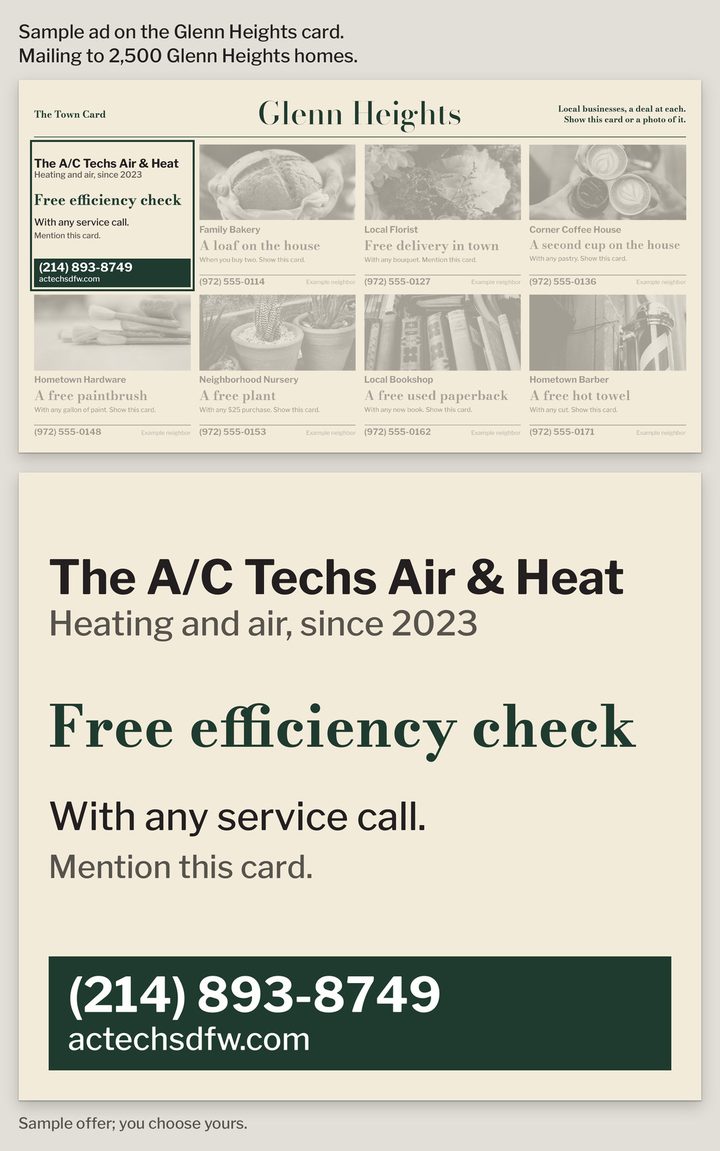 Sample ad on the Glenn Heights card.
Mailing to 2,500 Glenn Heights homes.
The Town Card
Glenn Heights
Local businesses, a deal at each.
Show this card or a photo of it.
The A/C Techs Air & Heat
Heating and air, since 2023
Free efficiency check
With any service call.
Mention this card.
(214) 893-8749
actechsdfw.com
Family Bakery
A loaf on the house
When you buy two. Show this card.
(972) 555-0114
Example neighbor
Local Florist
Free delivery in town
With any bouquet. Mention this card.
(972) 555-0127
Example neighbor
Corner Coffee House
A second cup on the house
With any pastry. Show this card.
(972) 555-0136
Example neighbor
Hometown Hardware
A free paintbrush
With any gallon of paint. Show this card.
(972) 555-0148
Example neighbor
Neighborhood Nursery
A free plant
With any $25 purchase. Show this card.
(972) 555-0153
Example neighbor
Local Bookshop
A free used paperback
With any new book. Show this card.
(972) 555-0162
Example neighbor
Hometown Barber
A free hot towel
With any cut. Show this card.
(972) 555-0171
Example neighbor
The A/C Techs Air & Heat
Heating and air, since 2023
Free efficiency check
With any service call.
Mention this card.
(214) 893-8749
actechsdfw.com
Sample offer; you choose yours.